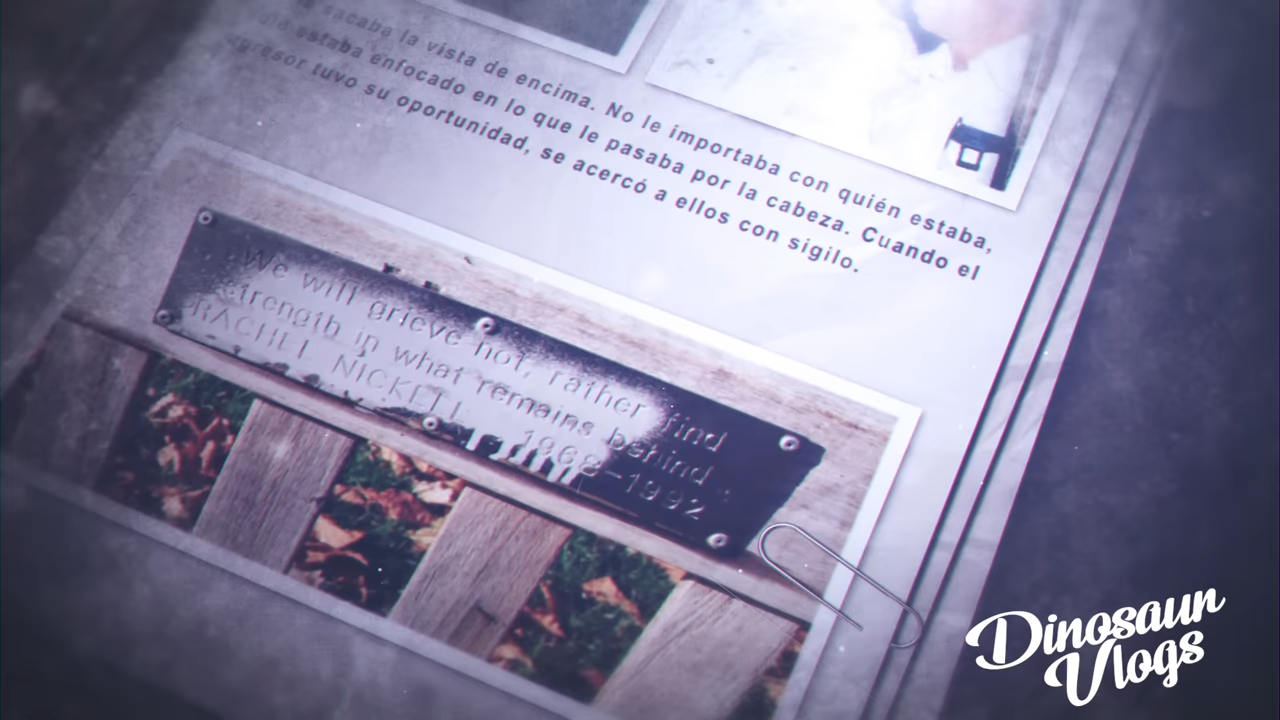 sacaba la vista de encima. No le importaba con quién estaba,
estaba enfocado en lo que le pasaba por la cabeza. Cuando el
tuvo su oportunidad, se acercó a ellos con sigilo.
We will grieve not, rather find
strength in what remains behind.
RACHEL NICKELL 1968-1992
Dinosaur
Vlogs